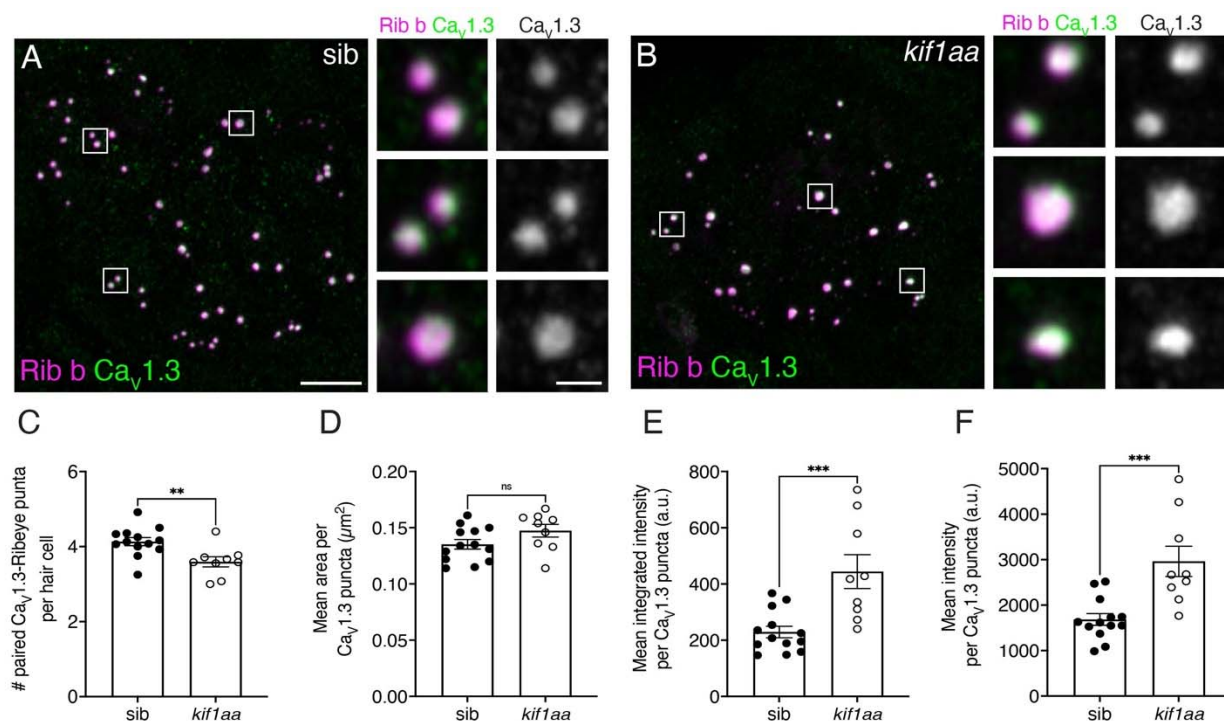 A
sib
Rib b Cav1.3
Cav1.3
Rib b Cav1.3
B
kif1aa
Rib b Cav1.3
Cav1.3
Rib b Cav1.3
C
# paired Cav1.3-Ribeye punta
per hair cell
6
4
2
0
**
sib
kif1aa
D
Mean area per
Cav1.3 puncta (μm²)
0.20
0.15
0.10
0.05
0.00
ns
sib
kif1aa
E
Mean integrated intensity
per Cav1.3 puncta (a.u.)
800
600
400
200
0
***
sib
kif1aa
F
Mean intensity
per Cav1.3 puncta (a.u.)
5000
4000
3000
2000
1000
0
***
sib
kif1aa